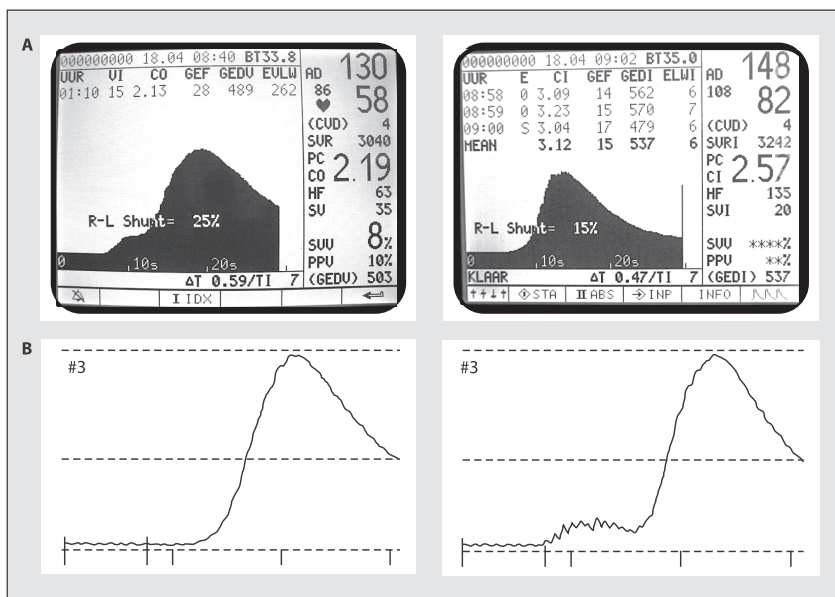 A
000000000 18.04 08:40 BT33.8
UUR VI CO GEF GEDV EVLW
01:10 15 2.13 28 489 262
R-L Shunt= 25%
0 10s 20s
ΔT 0.59/TI 7
I IDX
AD 130
86 58
(CVD) 4
SVR 3040
PC
CO 2.19
HF 63
SV 35
SVV 8%
PPV 10%
(GEDV) 503
000000000 18.04 09:02 BT35.0
UUR E CI GEF GEDI ELWI
08:58 0 3.09 14 562 6
08:59 0 3.23 15 570 7
09:00 S 3.04 17 479 6
MEAN 3.12 15 537 6
R-L Shunt= 15%
0 10s 20s
KLAAR ΔT 0.47/TI 7
STA II ABS INP INFO
AD 148
108 82
(CVD) 4
SVRI 3242
PC
CI 2.57
HF 135
SVI 20
SVV ****%
PPV **%
(GEDI) 537
B
#3
#3